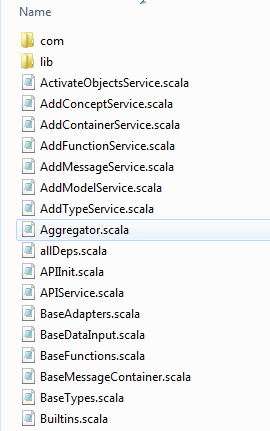 Name
com
lib
ActivateObjectsService.scala
AddConceptService.scala
AddContainerService.scala
AddFunctionService.scala
AddMessageService.scala
AddModelService.scala
AddTypeService.scala
Aggregator.scala
allDeps.scala
APIInit.scala
APIService.scala
BaseAdapters.scala
BaseDataInput.scala
BaseFunctions.scala
BaseMessageContainer.scala
BaseTypes.scala
Builtins.scala